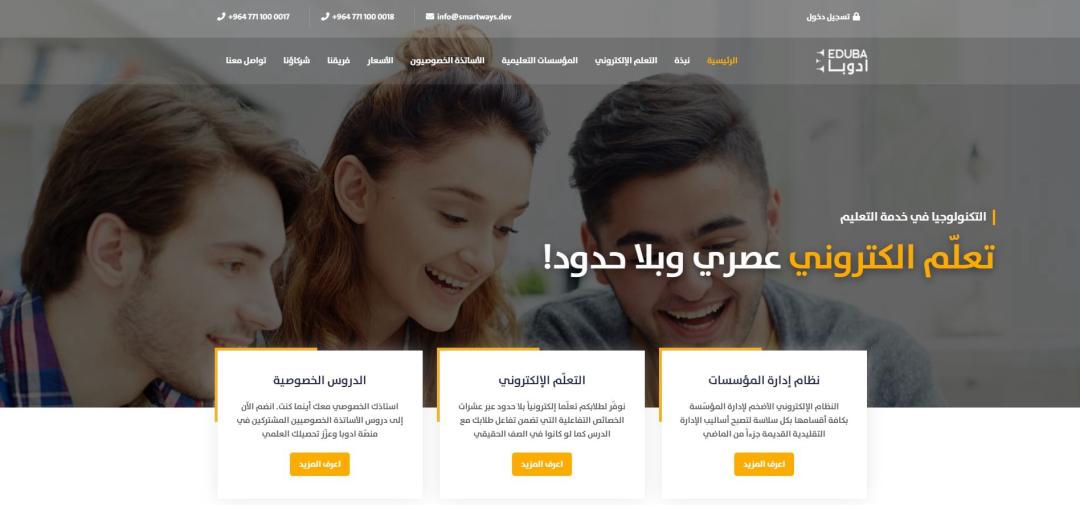 تسجيل دخول
info@smartways.dev
+964 771 100 0018
+964 771 100 0017
EDUBA
أدوبا
الرئيسية
نبذة
التعلم الإلكتروني
المؤسسات التعليمية
الأساتذة الخصوصيون
الأسعار
فريقنا
شركاؤنا
تواصل معنا
التكنولوجيا في خدمة التعليم
تعلّم الكتروني عصري وبلا حدود!
نظام إدارة المؤسسات
النظام الإلكتروني الأضخم لإدارة المؤسّسة
بكافة أقسامها بكل سلاسة لتصبح أساليب الإدارة
التقليدية القديمة جزءاً من الماضي
اعرف المزيد
التعلّم الإلكتروني
نوفّر لطلابكم تعلّما إلكترونياً بلا حدود عبر عشرات
الخصائص التفاعلية التي تضمن تفاعل طلابك مع
الدرس كما لو كانوا في الصف الحقيقي
اعرف المزيد
الدروس الخصوصية
استاذك الخصوصي معك أينما كنت. انضم الأن
إلى دروس الأساتذة الخصوصيين المشتركين في
منصّة ادوبا وعزّز تحصيلك العلمي
اعرف المزيد